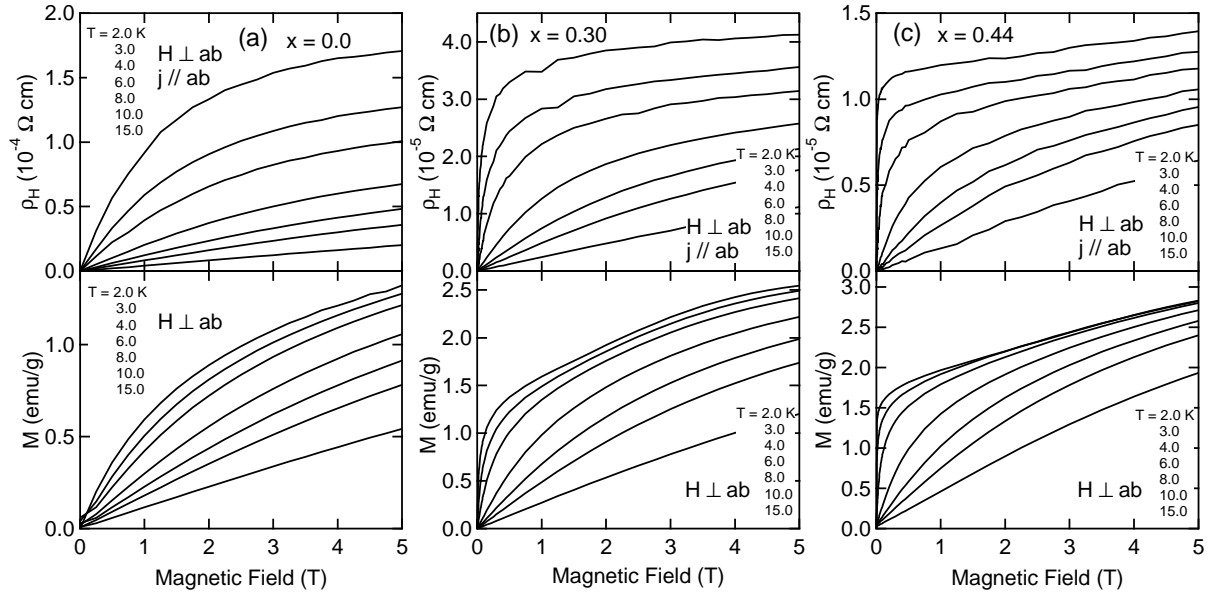 2.0
1.5
1.0
0.5
0.0
ρH (10-4 Ω cm)
T = 2.0 K
3.0
4.0
6.0
8.0
10.0
15.0
H ⊥ ab
j // ab
(a) x = 0.0
4.0
3.0
2.0
1.0
0.0
ρH (10-5 Ω cm)
(b) x = 0.30
T = 2.0 K
3.0
4.0
6.0
8.0
10.0
15.0
H ⊥ ab
j // ab
1.5
1.0
0.5
0.0
ρH (10-5 Ω cm)
(c) x = 0.44
T = 2.0 K
3.0
4.0
6.0
8.0
10.0
15.0
H ⊥ ab
j // ab
1.0
0.5
0.0
M (emu/g)
T = 2.0 K
3.0
4.0
6.0
8.0
10.0
15.0
H ⊥ ab
0 1 2 3 4 5
Magnetic Field (T)
2.5
2.0
1.5
1.0
0.5
0.0
M (emu/g)
T = 2.0 K
3.0
4.0
6.0
8.0
10.0
15.0
H ⊥ ab
0 1 2 3 4 5
Magnetic Field (T)
3.0
2.5
2.0
1.5
1.0
0.5
0.0
M (emu/g)
T = 2.0 K
3.0
4.0
6.0
8.0
10.0
15.0
H ⊥ ab
0 1 2 3 4 5
Magnetic Field (T)